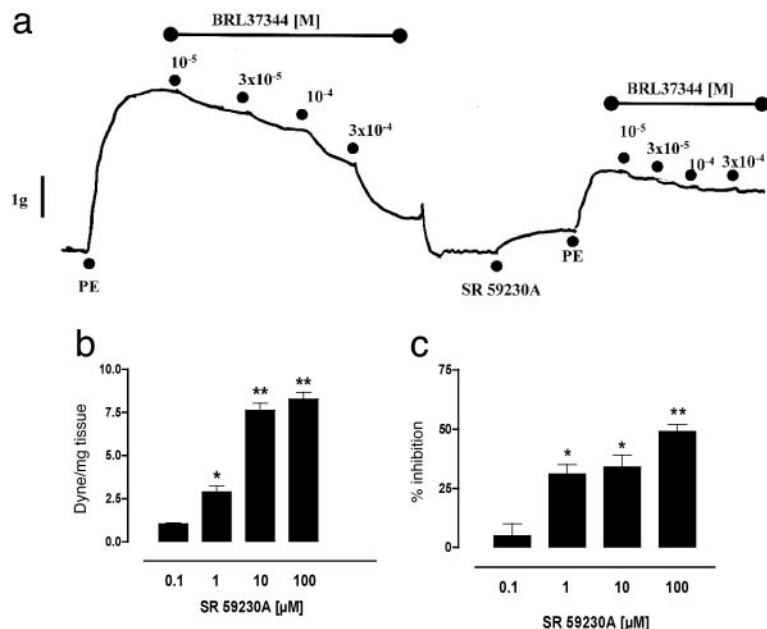 a
BRL37344 [M]
10-5
3x10-5
10-4
3x10-4
BRL37344 [M]
10-5
3x10-5
10-4
3x10-4
1g
PE
SR 59230A
PE
b
Dyne/mg tissue
10.0
7.5
5.0
2.5
0.0
*
**
**
0.1 1 10 100
SR 59230A [µM]
c
% inhibition
75
50
25
0
*
*
**
0.1 1 10 100
SR 59230A [µM]